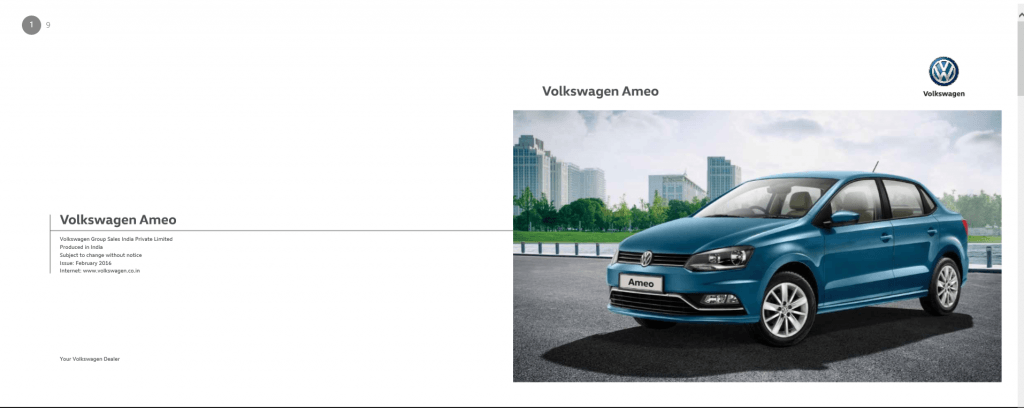 1 9
Volkswagen Ameo
Volkswagen
Volkswagen Ameo
Volkswagen Group Sales India Private Limited
Produced in India
Subject to change without notice
Issue: February 2016
Internet: www.volkswagen.co.in
Ameo
Your Volkswagen Dealer